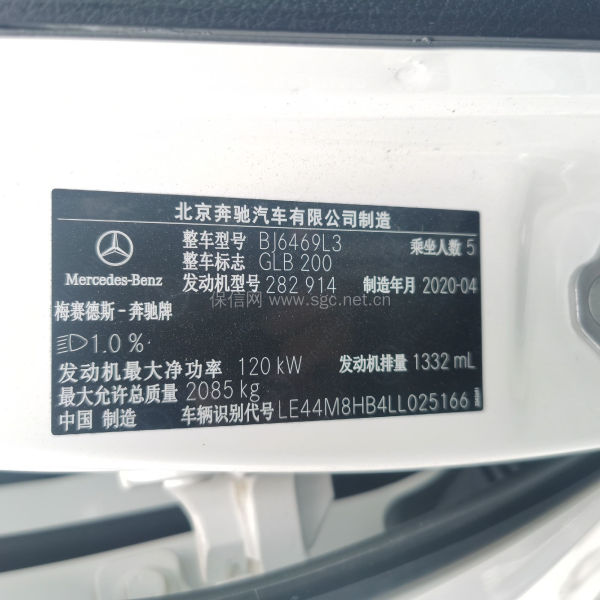 北京奔驰汽车有限公司制造
整车型号 BJ6469L3 乘坐人数 5
整车标志 GLB 200
Mercedes-Benz
发动机型号 282 914 制造年月 2020-04
保信网 www.sgc.net.cn
梅赛德斯-奔驰牌
1.0 %
发动机最大净功率 120 kW 发动机排量 1332 mL
最大允许总质量 2085 kg
中国 制造 车辆识别代号 LE44M8HB4LL025166